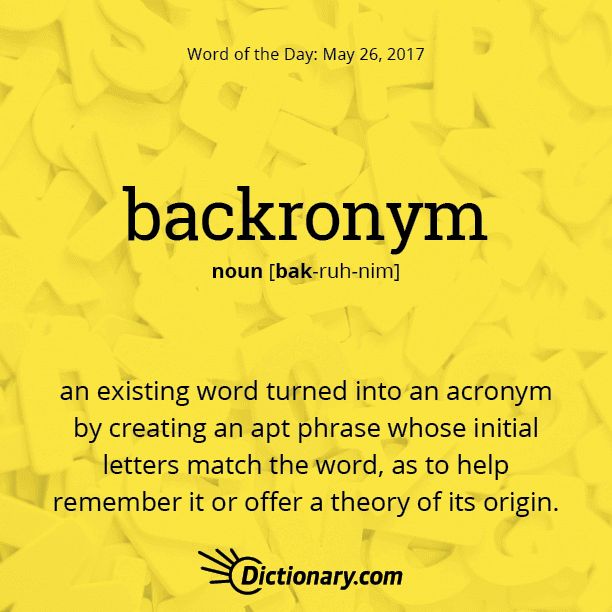 Word of the Day: May 26, 2017
backronym
noun [bak-ruh-nim]
an existing word turned into an acronym
by creating an apt phrase whose initial
letters match the word, as to help
remember it or offer a theory of its origin.
Dictionary.com